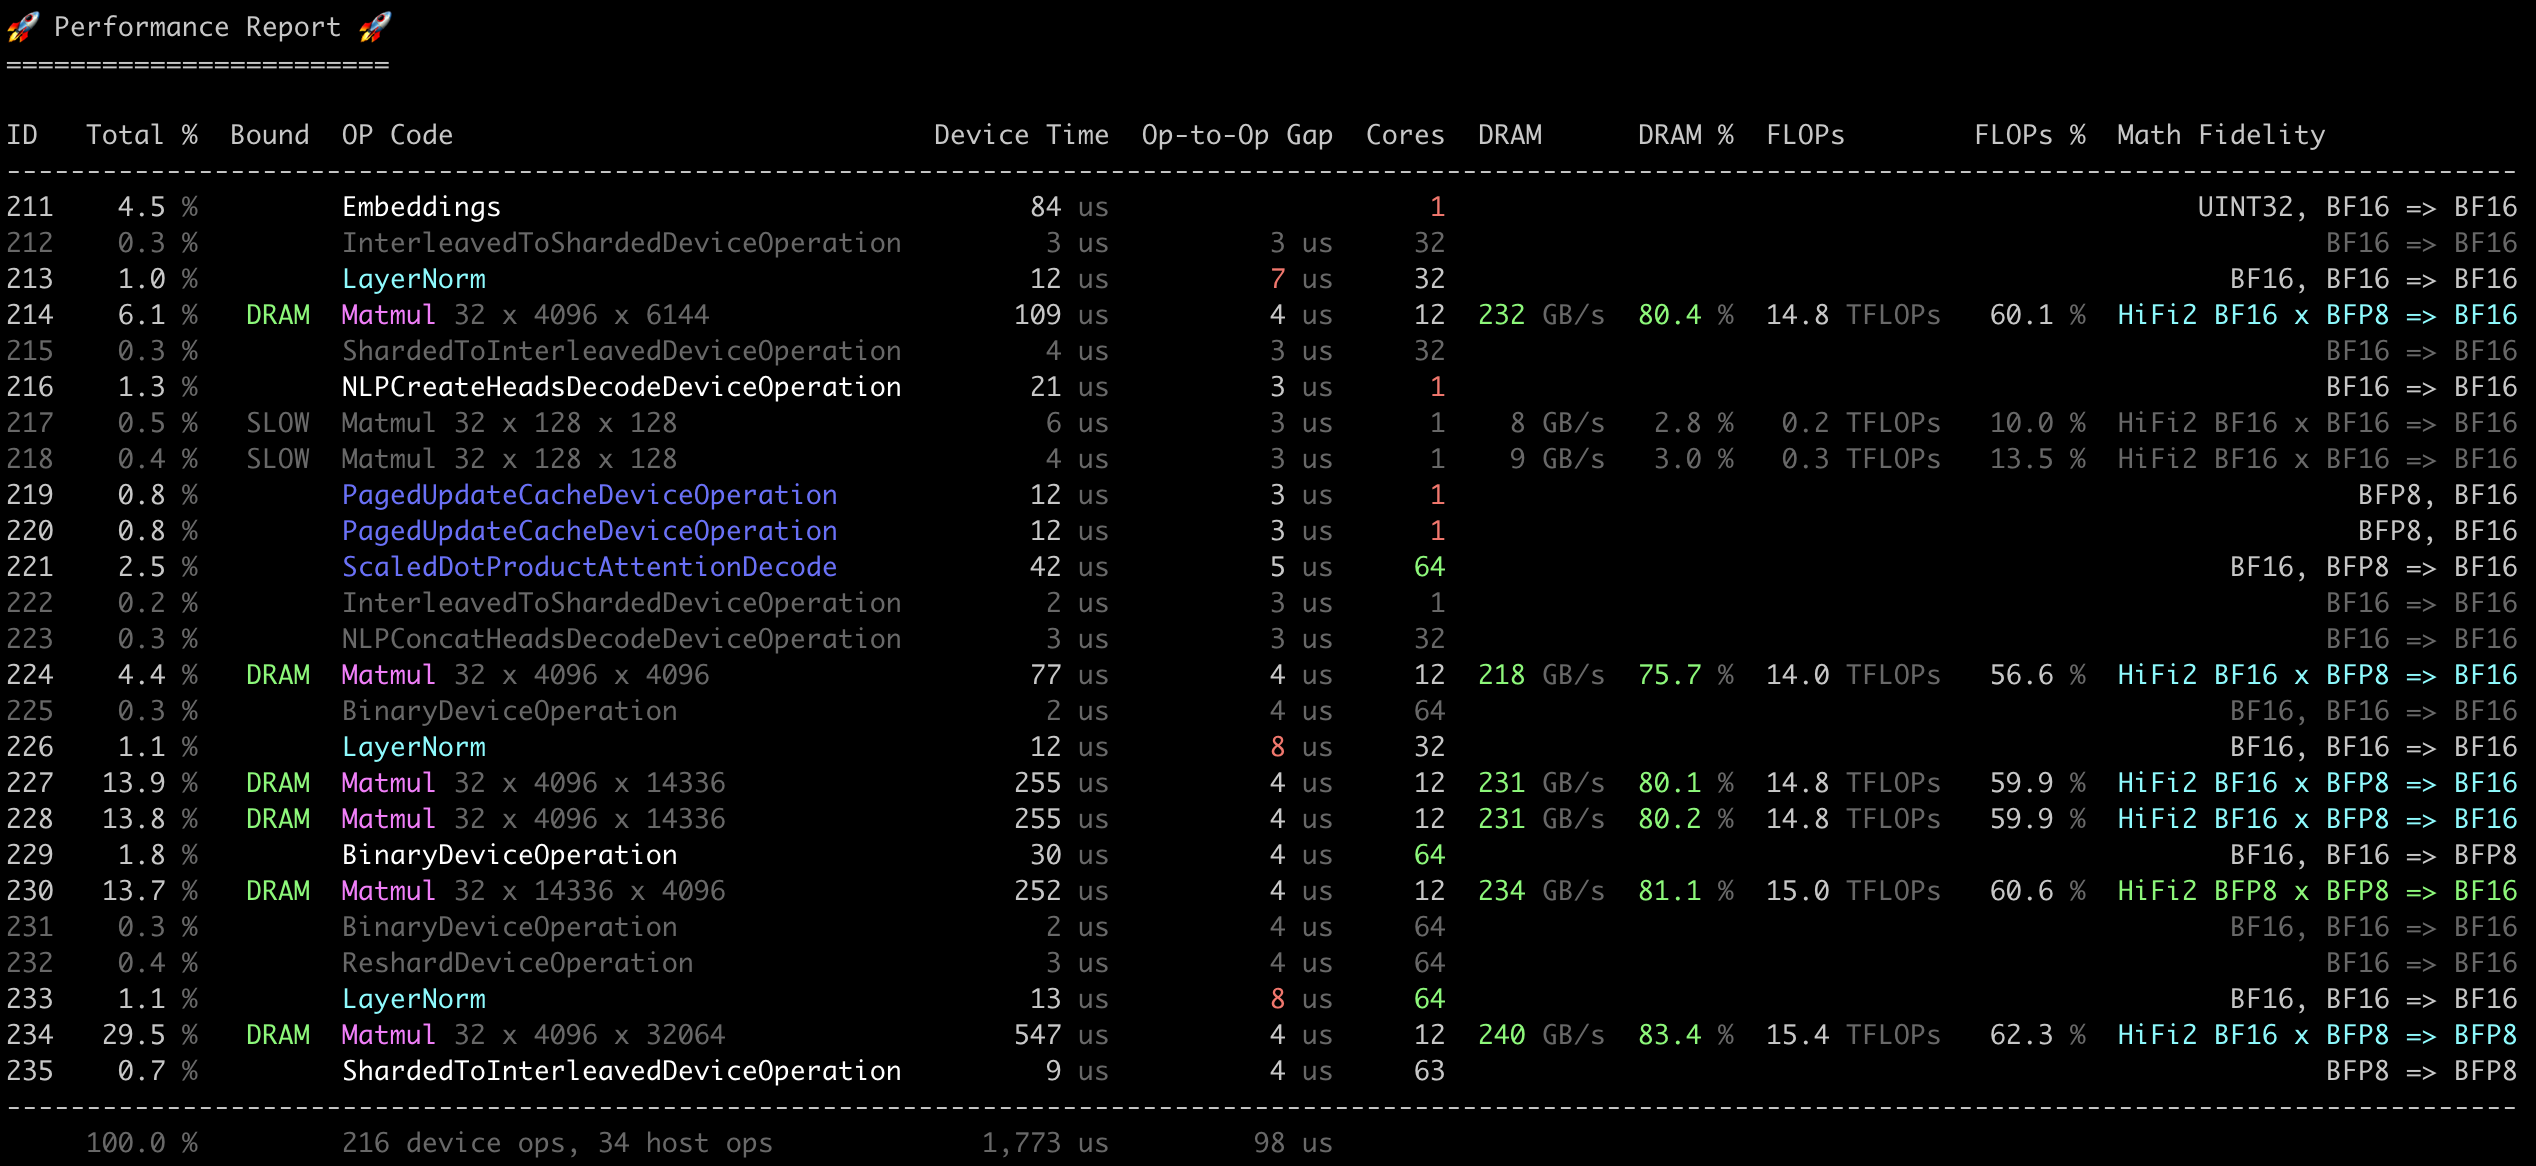 🚀 Performance Report 🚀
========================
ID   Total %  Bound  OP Code                              Device Time  Op-to-Op Gap  Cores  DRAM      DRAM %  FLOPs        FLOPs %  Math Fidelity
-------------------------------------------------------------------------------------------------------------------------------------------------------------
211    4.5 %         Embeddings                                 84 us                    1                                               UINT32, BF16 => BF16
212    0.3 %         InterleavedToShardedDeviceOperation         3 us          3 us     32                                                       BF16 => BF16
213    1.0 %         LayerNorm                                  12 us          7 us     32                                                 BF16, BF16 => BF16
214    6.1 %   DRAM  Matmul 32 x 4096 x 6144                   109 us          4 us     12  232 GB/s  80.4 %  14.8 TFLOPs   60.1 %  HiFi2 BF16 x BFP8 => BF16
215    0.3 %         ShardedToInterleavedDeviceOperation         4 us          3 us     32                                                       BF16 => BF16
216    1.3 %         NLPCreateHeadsDecodeDeviceOperation        21 us          3 us      1                                                       BF16 => BF16
217    0.5 %   SLOW  Matmul 32 x 128 x 128                       6 us          3 us      1    8 GB/s   2.8 %   0.2 TFLOPs   10.0 %  HiFi2 BF16 x BF16 => BF16
218    0.4 %   SLOW  Matmul 32 x 128 x 128                       4 us          3 us      1    9 GB/s   3.0 %   0.3 TFLOPs   13.5 %  HiFi2 BF16 x BF16 => BF16
219    0.8 %         PagedUpdateCacheDeviceOperation            12 us          3 us      1                                                         BFP8, BF16
220    0.8 %         PagedUpdateCacheDeviceOperation            12 us          3 us      1                                                         BFP8, BF16
221    2.5 %         ScaledDotProductAttentionDecode            42 us          5 us     64                                                 BF16, BFP8 => BF16
222    0.2 %         InterleavedToShardedDeviceOperation         2 us          3 us      1                                                       BF16 => BF16
223    0.3 %         NLPConcatHeadsDecodeDeviceOperation         3 us          3 us     32                                                       BF16 => BF16
224    4.4 %   DRAM  Matmul 32 x 4096 x 4096                    77 us          4 us     12  218 GB/s  75.7 %  14.0 TFLOPs   56.6 %  HiFi2 BF16 x BFP8 => BF16
225    0.3 %         BinaryDeviceOperation                       2 us          4 us     64                                                 BF16, BF16 => BF16
226    1.1 %         LayerNorm                                  12 us          8 us     32                                                 BF16, BF16 => BF16
227   13.9 %   DRAM  Matmul 32 x 4096 x 14336                  255 us          4 us     12  231 GB/s  80.1 %  14.8 TFLOPs   59.9 %  HiFi2 BF16 x BFP8 => BF16
228   13.8 %   DRAM  Matmul 32 x 4096 x 14336                  255 us          4 us     12  231 GB/s  80.2 %  14.8 TFLOPs   59.9 %  HiFi2 BF16 x BFP8 => BF16
229    1.8 %         BinaryDeviceOperation                      30 us          4 us     64                                                 BF16, BF16 => BFP8
230   13.7 %   DRAM  Matmul 32 x 14336 x 4096                  252 us          4 us     12  234 GB/s  81.1 %  15.0 TFLOPs   60.6 %  HiFi2 BFP8 x BFP8 => BF16
231    0.3 %         BinaryDeviceOperation                       2 us          4 us     64                                                 BF16, BF16 => BF16
232    0.4 %         ReshardDeviceOperation                      3 us          4 us     64                                                       BF16 => BF16
233    1.1 %         LayerNorm                                  13 us          8 us     64                                                 BF16, BF16 => BF16
234   29.5 %   DRAM  Matmul 32 x 4096 x 32064                  547 us          4 us     12  240 GB/s  83.4 %  15.4 TFLOPs   62.3 %  HiFi2 BF16 x BFP8 => BFP8
235    0.7 %         ShardedToInterleavedDeviceOperation         9 us          4 us     63                                                       BFP8 => BFP8
-------------------------------------------------------------------------------------------------------------------------------------------------------------
     100.0 %         216 device ops, 34 host ops             1,773 us         98 us